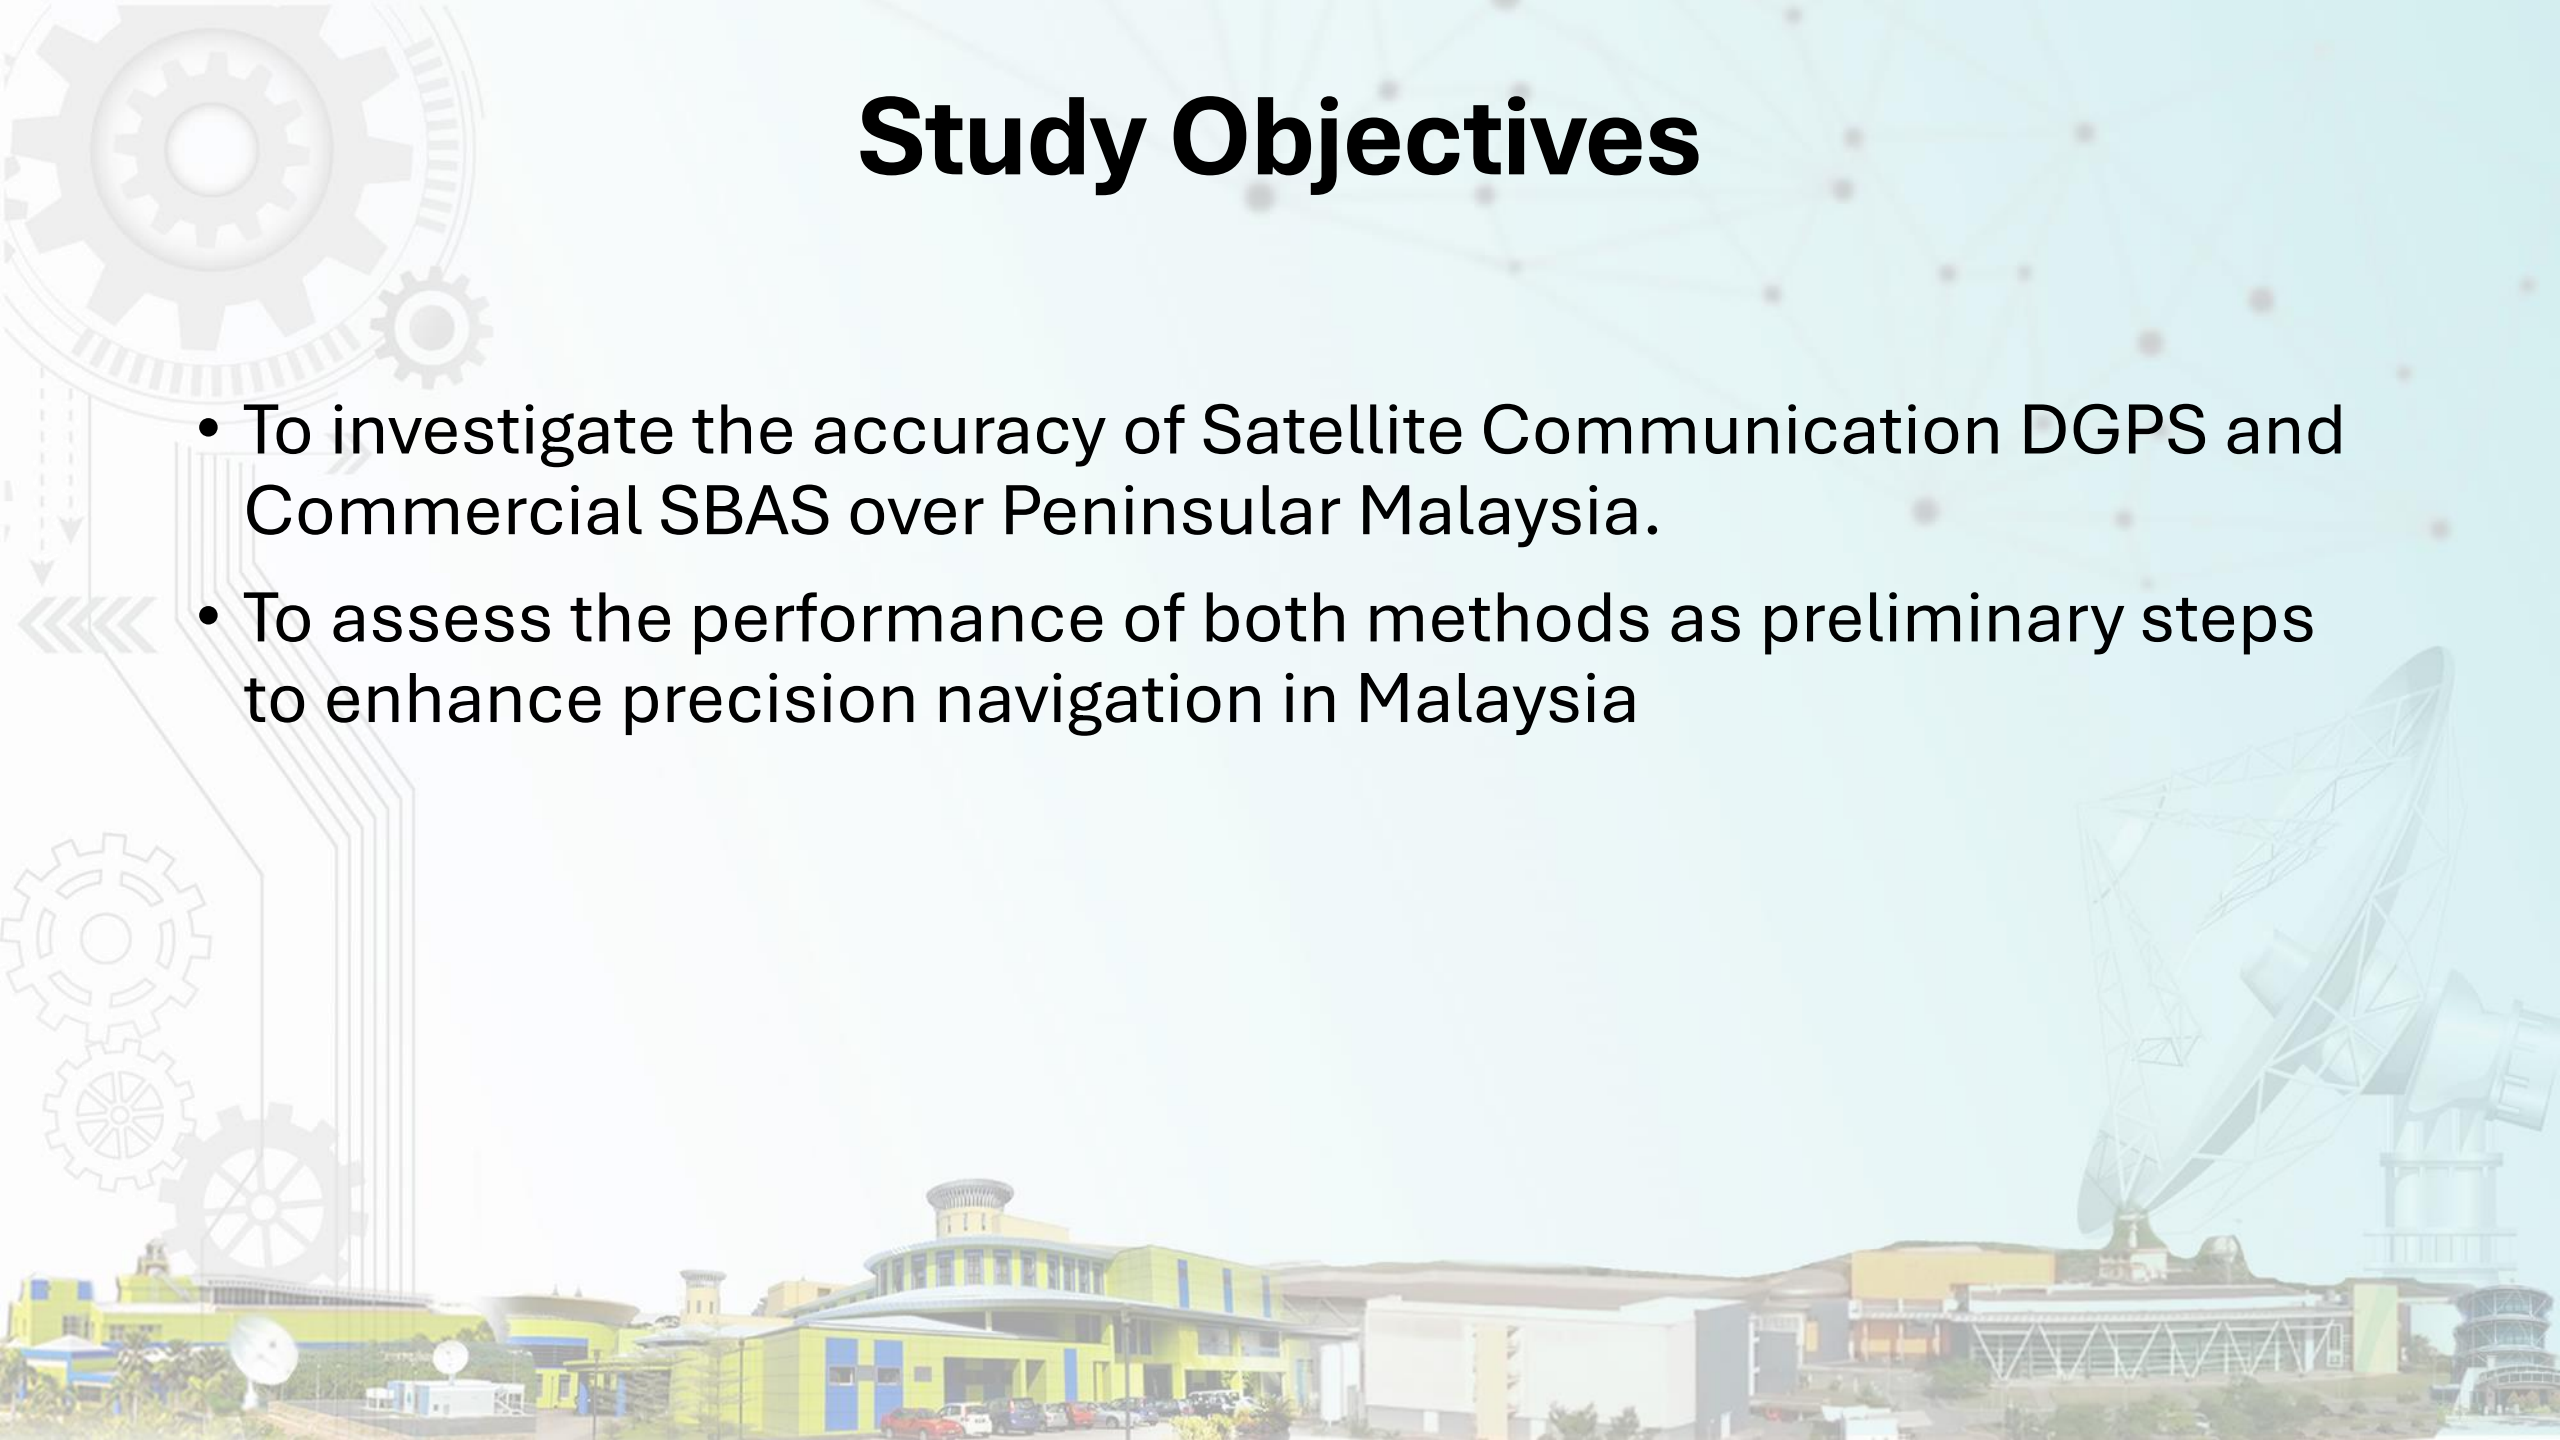 Study Objectives
• To investigate the accuracy of Satellite Communication DGPS and
Commercial SBAS over Peninsular Malaysia.
• To assess the performance of both methods as preliminary steps
to enhance precision navigation in Malaysia